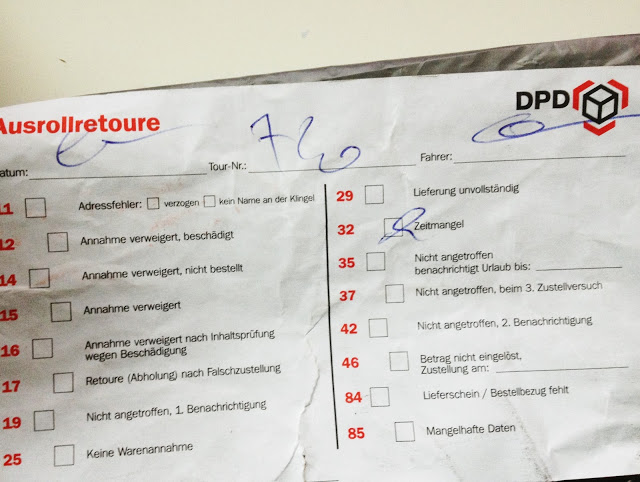 Ausrollretoure
DPD
atum: Tour-Nr.: Fahrer:
11 Adressfehler: verzogen kein Name an der Klingel
12 Annahme verweigert, beschädigt
14 Annahme verweigert, nicht bestellt
15 Annahme verweigert
16 Annahme verweigert nach Inhaltsprüfung
wegen Beschädigung
17 Retoure (Abholung) nach Falschzustellung
19 Nicht angetroffen, 1. Benachrichtigung
25 Keine Warenannahme
29 Lieferung unvollständig
32 Zeitmangel
35 Nicht angetroffen
benachrichtigt Urlaub bis:
37 Nicht angetroffen, beim 3. Zustellversuch
42 Nicht angetroffen, 2. Benachrichtigung
46 Betrag nicht eingelöst,
Zustellung am:
84 Lieferschein / Bestellbezug fehlt
85 Mangelhafte Daten